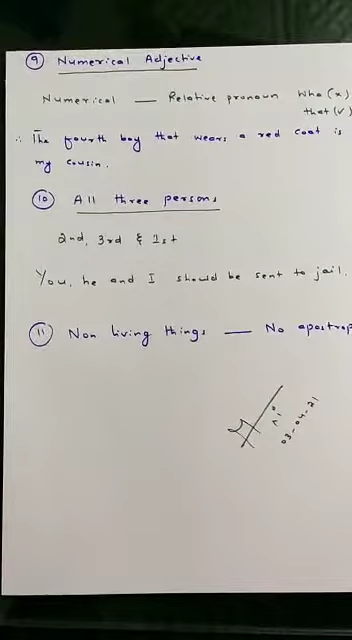 9 Numerical Adjective
Numerical — Relative pronoun Who (x)
that (v)
∴ The fourth boy that wears a red coat is
my cousin.
10 All three persons
2nd, 3rd & 1st
You, he and I should be sent to jail.
11 Non living things — No apostrop
03-04-21